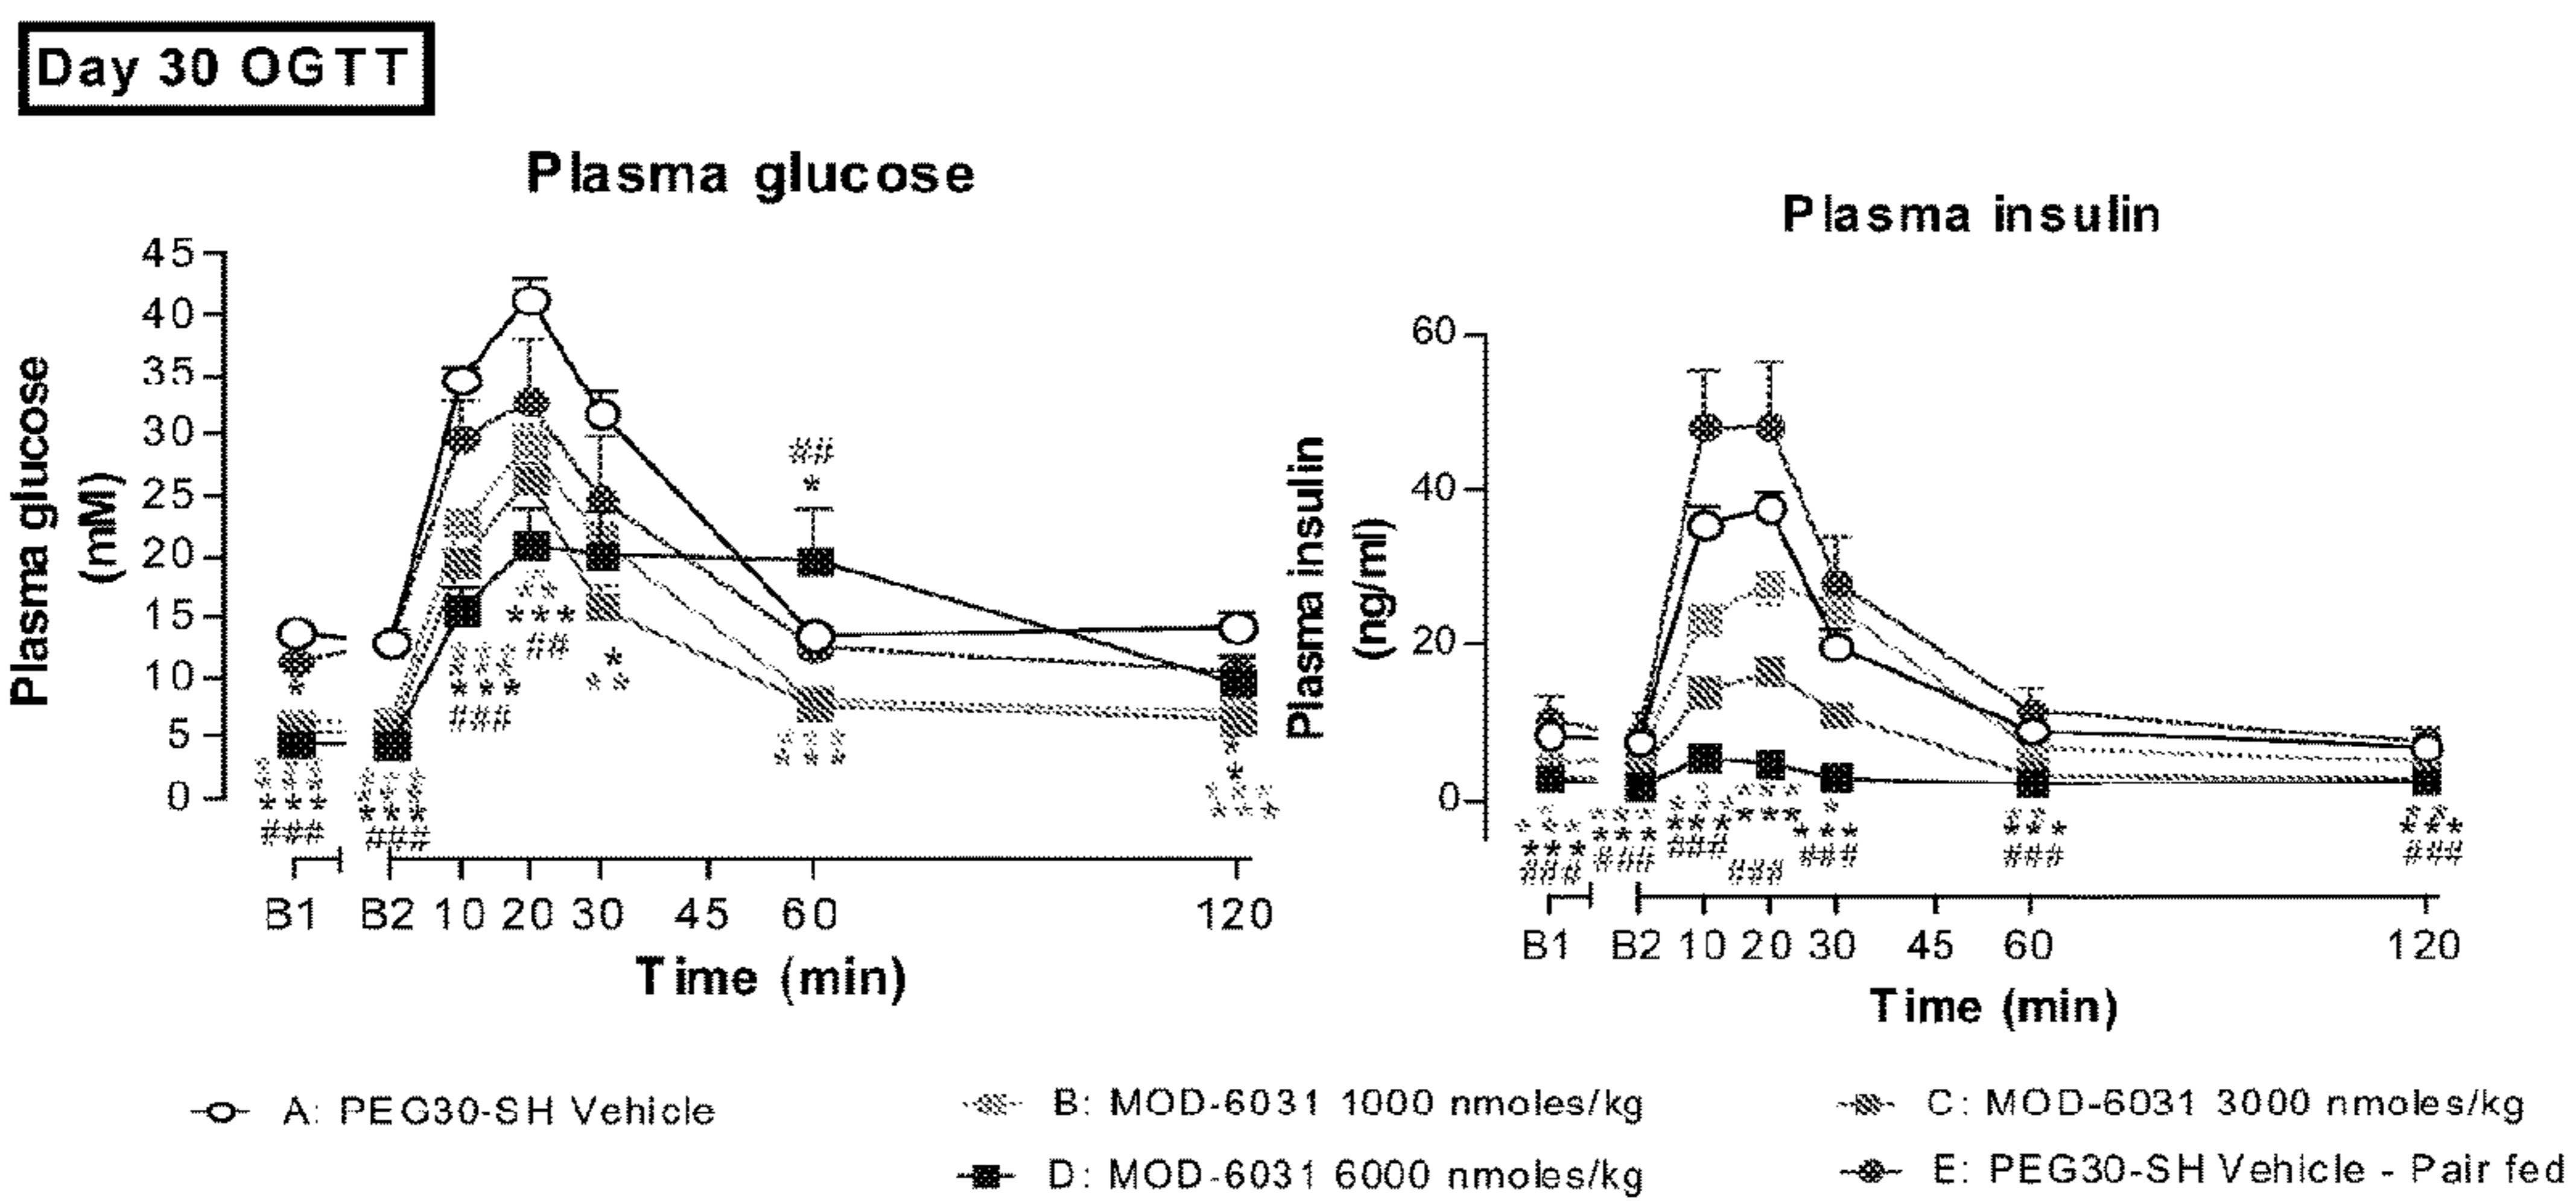 Day 30 OGTT
Plasma glucose
Plasma glucose
(mM)
45
40
35
30
25
20
15
10
5
0
##
*
***
##
*
**
***
###
***
###
***
###
B1 B2 10 20 30 45 60 120
Time (min)
Plasma insulin
Plasma insulin
(ng/ml)
60
40
20
0
***
###
***
###
***
###
***
###
***
###
***
###
***
###
B1 B2 10 20 30 45 60 120
Time (min)
A: PEG30-SH Vehicle
B: MOD-6031 1000 nmoles/kg
C: MOD-6031 3000 nmoles/kg
D: MOD-6031 6000 nmoles/kg
E: PEG30-SH Vehicle - Pair fed